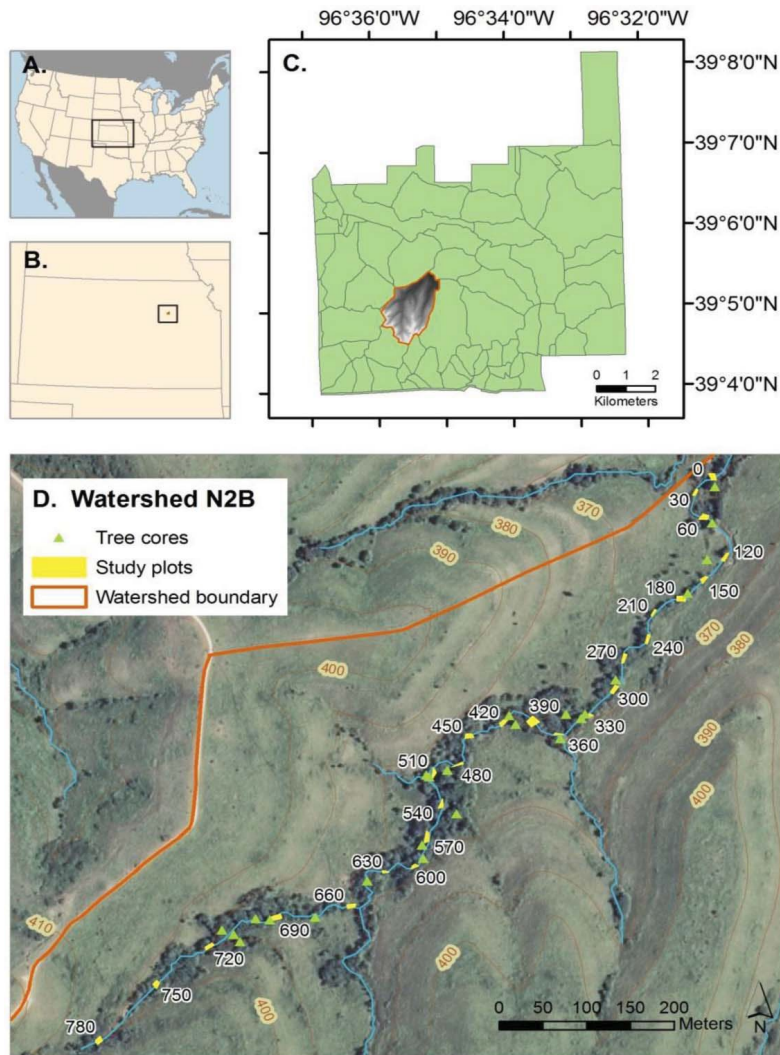 96°36'0"W
96°34'0"W
96°32'0"W
A.
B.
C.
39°8'0"N
39°7'0"N
39°6'0"N
39°5'0"N
39°4'0"N
0 1 2
Kilometers
D. Watershed N2B
Tree cores
Study plots
Watershed boundary
370
380
390
400
0
30
60
120
150
180
210
370
380
240
270
300
390
400
330
360
390
420
450
480
510
540
570
600
630
660
690
720
750
780
410
400
400
0 50 100 150 200
Meters
N